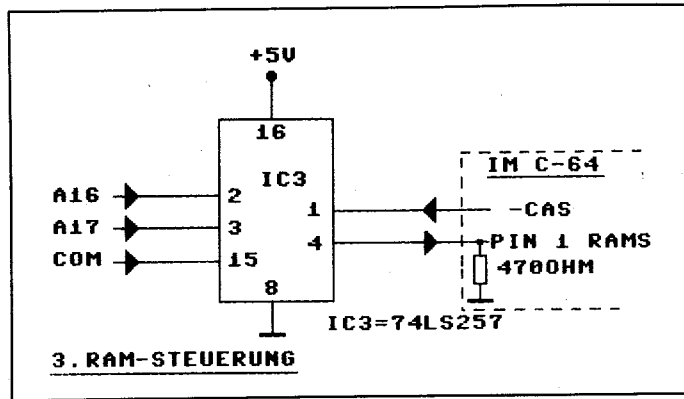 +5V
16
IC3
IM C-64
A16
2
1
-CAS
A17
3
4
PIN 1 RAMS
COM
15
470OHM
8
IC3=74LS257
3.RAM-STEUERUNG